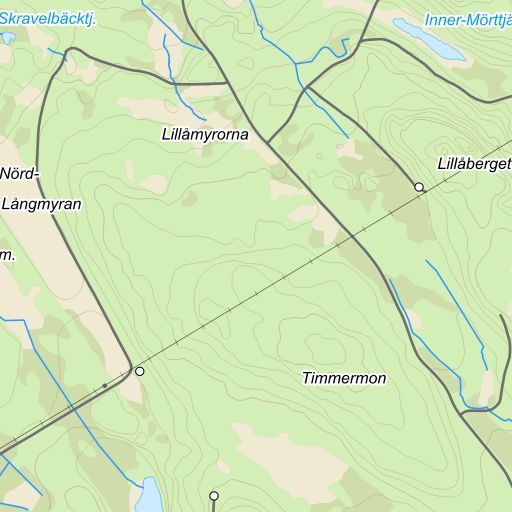 Skravelbäcktj.
Inner-Mörttjä
Lillåmyrorna
Lillåberget
Nörd-
Långmyran
m.
Timmermon